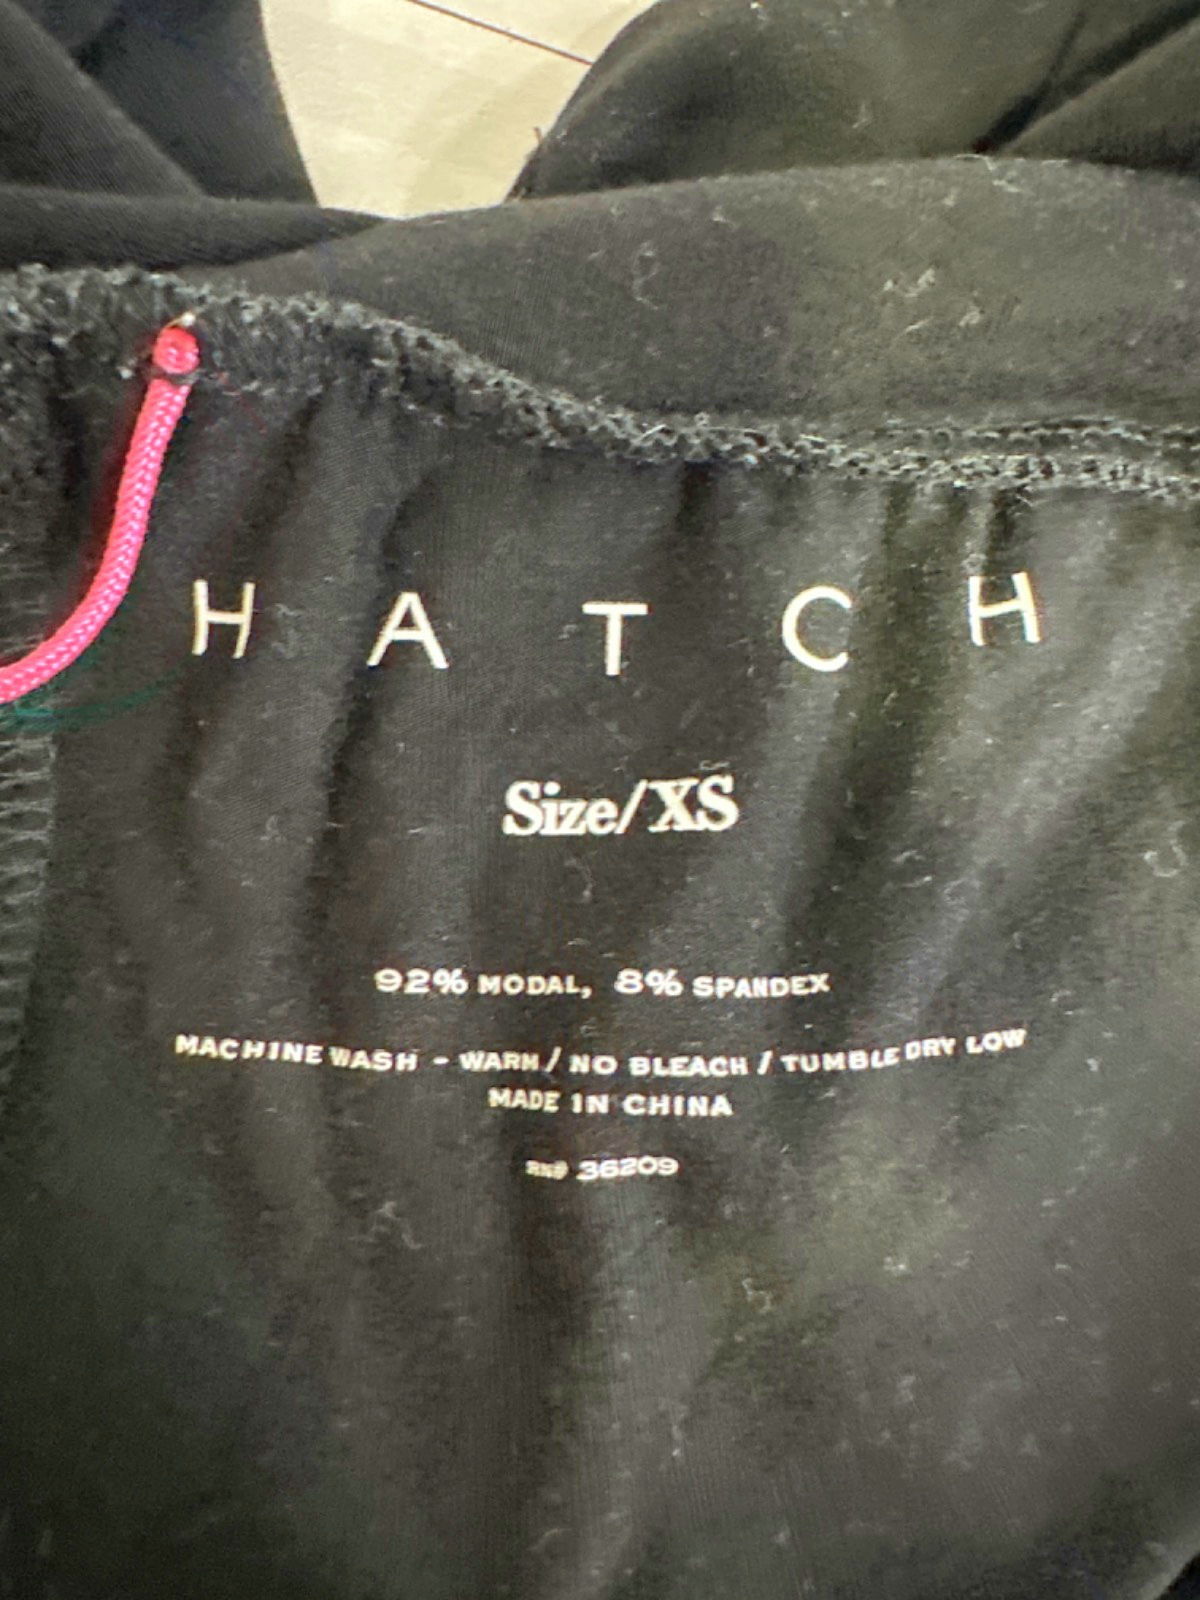 HATCH
Size/XS
92% MODAL, 8% SPANDEX
MACHINE WASH - WARM / NO BLEACH / TUMBLE DRY LOW
MADE IN CHINA
RN# 36209